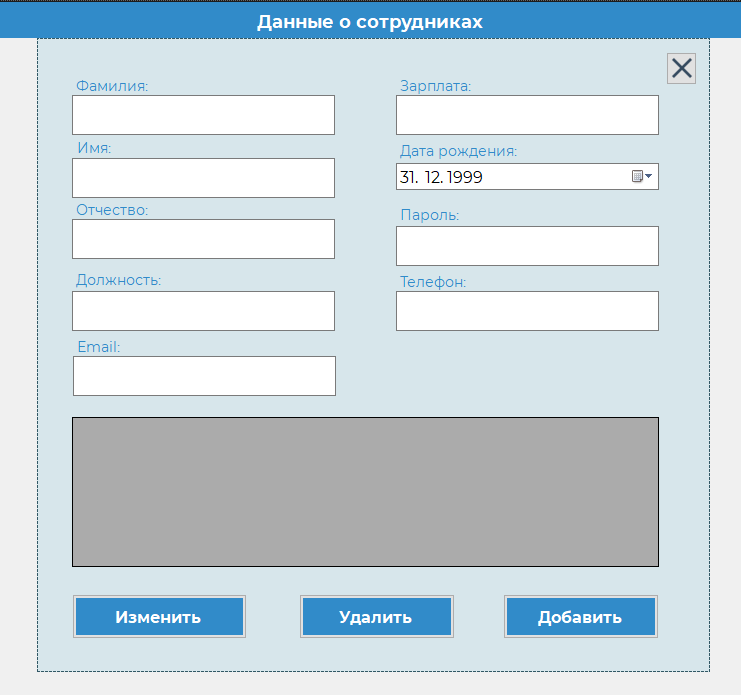 Данные о сотрудниках
Фамилия:
Зарплата:
Имя:
Дата рождения:
31. 12. 1999
Отчество:
Пароль:
Должность:
Телефон:
Email:
Изменить
Удалить
Добавить